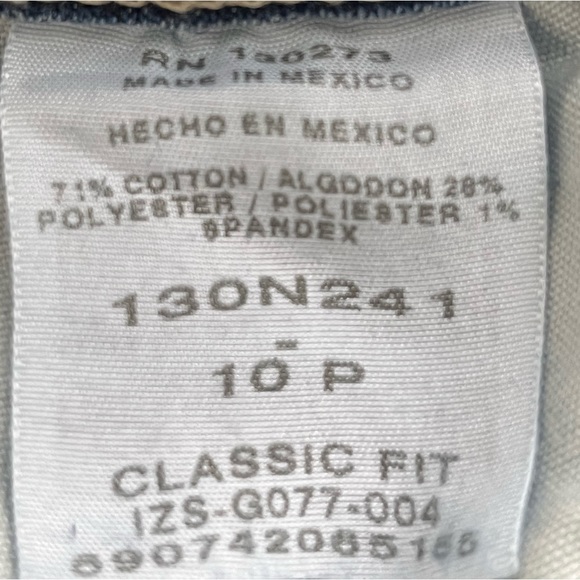 RN 130273
MADE IN MEXICO
HECHO EN MEXICO
71% COTTON / ALGODON 28%
POLYESTER / POLIESTER 1%
SPANDEX
130N241
-
10 P
CLASSIC FIT
IZS-G077-004